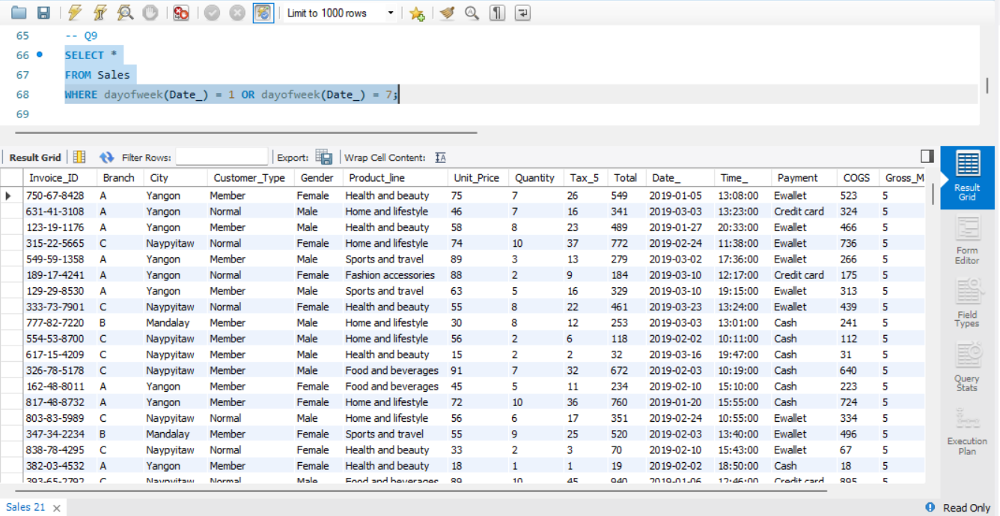 Limit to 1000 rows
65 -- Q9
66 SELECT *
67 FROM Sales
68 WHERE dayofweek(Date_) = 1 OR dayofweek(Date_) = 7;
69
Result Grid Filter Rows: Export: Wrap Cell Content:
Invoice_ID Branch City Customer_Type Gender Product_line Unit_Price Quantity Tax_5 Total Date_ Time_ Payment COGS Gross_M
750-67-8428 A Yangon Member Female Health and beauty 75 7 26 549 2019-01-05 13:08:00 Ewallet 523 5
631-41-3108 A Yangon Normal Male Home and lifestyle 46 7 16 341 2019-03-03 13:23:00 Credit card 324 5
123-19-1176 A Yangon Member Male Health and beauty 58 8 23 489 2019-01-27 20:33:00 Ewallet 466 5
315-22-5665 C Naypyitaw Normal Female Home and lifestyle 74 10 37 772 2019-02-24 11:38:00 Ewallet 736 5
549-59-1358 A Yangon Member Male Sports and travel 89 3 13 279 2019-03-02 17:36:00 Ewallet 266 5
189-17-4241 A Yangon Normal Female Fashion accessories 88 2 9 184 2019-03-10 12:17:00 Credit card 175 5
129-29-8530 A Yangon Member Male Sports and travel 63 5 16 329 2019-03-10 19:15:00 Ewallet 313 5
333-73-7901 C Naypyitaw Normal Female Health and beauty 55 8 22 461 2019-03-23 13:24:00 Ewallet 439 5
777-82-7220 B Mandalay Member Male Home and lifestyle 30 8 12 253 2019-03-03 13:01:00 Cash 241 5
554-53-8700 C Naypyitaw Member Male Home and lifestyle 56 2 6 118 2019-02-02 10:11:00 Cash 112 5
617-15-4209 C Naypyitaw Member Male Health and beauty 15 2 2 32 2019-03-16 19:47:00 Cash 31 5
326-78-5178 C Naypyitaw Member Male Food and beverages 91 7 32 672 2019-02-03 10:19:00 Cash 640 5
162-48-8011 A Yangon Member Female Food and beverages 45 5 11 234 2019-02-10 15:10:00 Cash 223 5
817-48-8732 A Yangon Member Female Home and lifestyle 72 10 36 760 2019-01-20 15:55:00 Cash 724 5
803-83-5989 C Naypyitaw Normal Male Home and lifestyle 56 6 17 351 2019-02-24 10:55:00 Ewallet 334 5
347-34-2234 B Mandalay Member Female Sports and travel 55 9 25 520 2019-02-03 13:40:00 Ewallet 496 5
838-78-4295 C Naypyitaw Normal Female Health and beauty 33 2 3 70 2019-02-10 15:43:00 Ewallet 67 5
382-03-4532 A Yangon Member Female Health and beauty 18 1 1 19 2019-02-02 18:50:00 Cash 18 5
393-65-2792 C Naypyitaw Normal Male Food and beverages 89 10 45 940 2019-01-06 12:46:00 Credit card 895 5
Result
Grid
Form
Editor
Field
Types
Query
Stats
Execution
Plan
Sales 21 Read Only